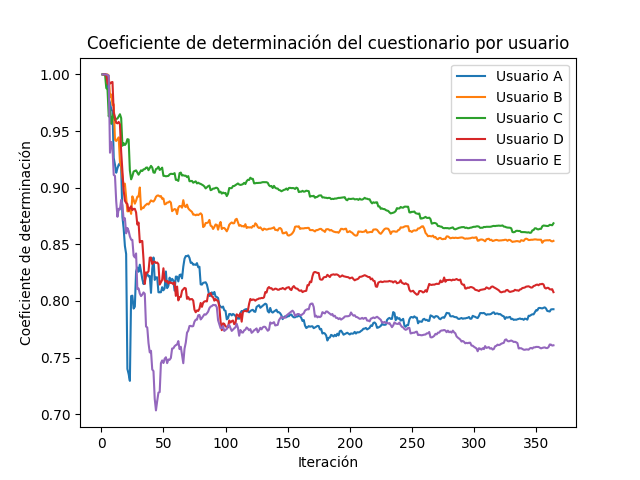 Coeficiente de determinación del cuestionario por usuario
1.00
0.95
0.90
0.85
0.80
0.75
0.70
Coeficiente de determinación
Usuario A
Usuario B
Usuario C
Usuario D
Usuario E
0 50 100 150 200 250 300 350
Iteración